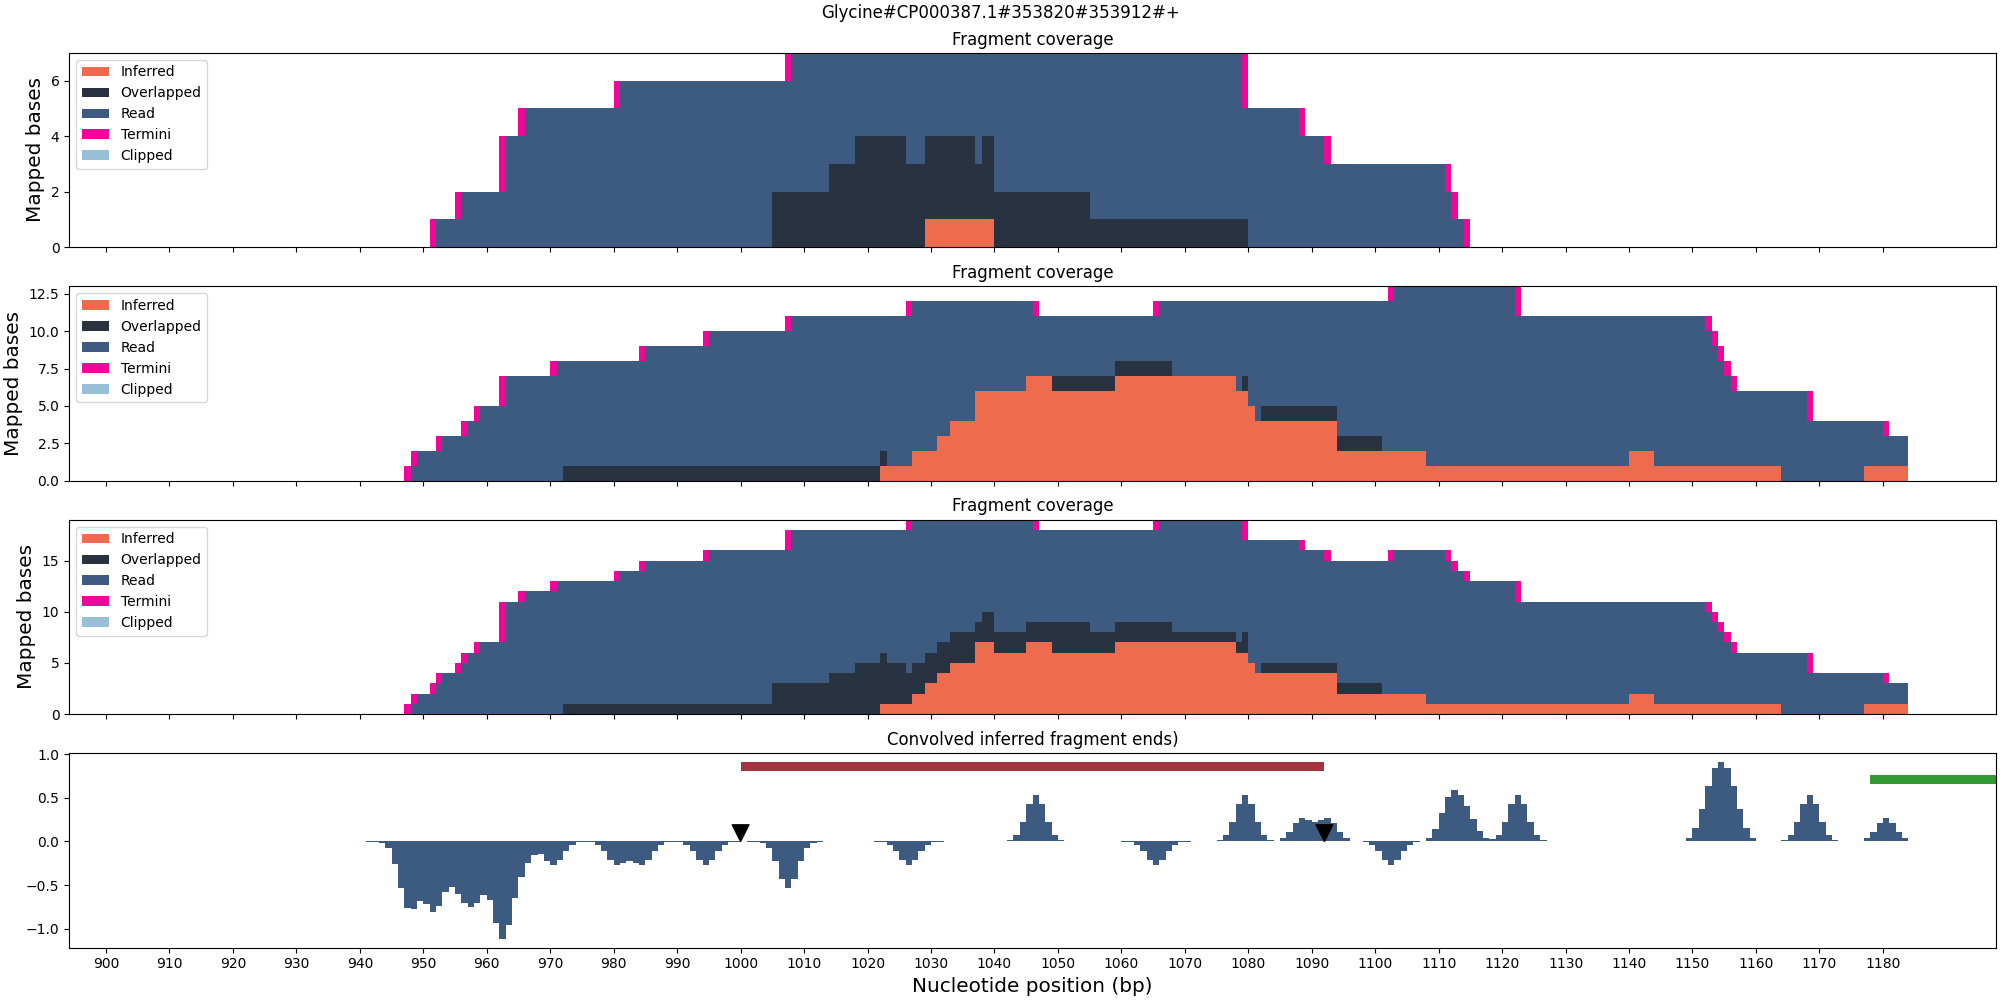 Glycine#CP000387.1#353820#353912#+
Fragment coverage
Mapped bases
6
4
2
0
Inferred
Overlapped
Read
Termini
Clipped
Fragment coverage
Mapped bases
12.5
10.0
7.5
5.0
2.5
0.0
Inferred
Overlapped
Read
Termini
Clipped
Fragment coverage
Mapped bases
15
10
5
0
Inferred
Overlapped
Read
Termini
Clipped
Convolved inferred fragment ends)
1.0
0.5
0.0
−0.5
−1.0
900 910 920 930 940 950 960 970 980 990 1000 1010 1020 1030 1040 1050 1060 1070 1080 1090 1100 1110 1120 1130 1140 1150 1160 1170 1180
Nucleotide position (bp)